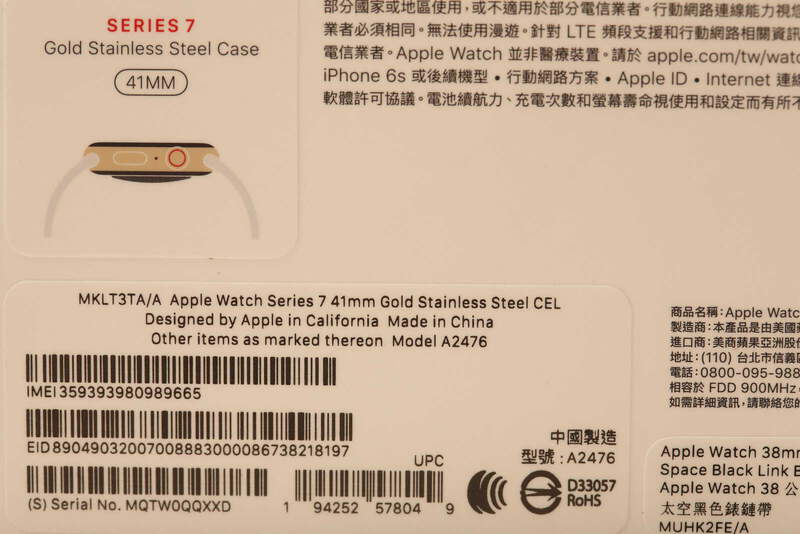 SERIES 7
Gold Stainless Steel Case
41MM
部分國家或地區使用，或不適用於部分電信業者。行動網路連線能力視您
業者必須相同。無法使用漫遊。針對 LTE 頻段支援和行動網路相關資訊
電信業者。Apple Watch 並非醫療裝置。請於 apple.com/tw/watc
iPhone 6s 或後續機型 • 行動網路方案 • Apple ID • Internet 連線
軟體許可協議。電池續航力、充電次數和螢幕壽命視使用和設定而有所不
MKLT3TA/A Apple Watch Series 7 41mm Gold Stainless Steel CEL
Designed by Apple in California Made in China
Other items as marked thereon Model A2476
IMEI 359393980989665
EID 89049032007008883000086738218197
(S) Serial No. MQTW0QQXXD
UPC
1 94252 57804 9
中國製造
型號：A2476
D33057
RoHS
商品名稱：Apple Watc
製造商：本產品是由美國蘋
進口商：美商蘋果亞洲股份
地址：(110) 台北市信義區
電話：0800-095-988
相容於 FDD 900MHz
如需詳細資訊，請聯絡您的
Apple Watch 38mm
Space Black Link B
Apple Watch 38 公
太空黑色錶鏈帶
MUHK2FE/A